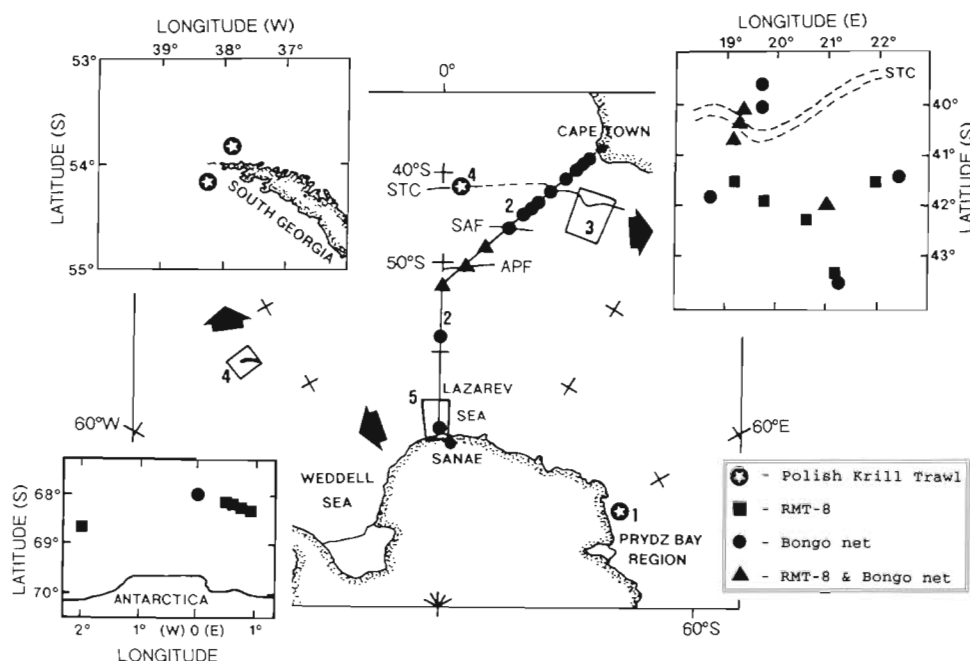 LONGITUDE (W)
39° 38° 37°
53°
54°
55°
LATITUDE (S)
SOUTH GEORGIA
0°
CAPE TOWN
40°S
4
STC
2
SAF
3
50°S
APF
2
4
5
LAZAREV
SEA
60°W
60°E
SANAE
WEDDELL
SEA
1
PRYDZ BAY
REGION
60°S
LONGITUDE (E)
19° 20° 21° 22°
STC
40°
41°
42°
43°
LATITUDE (S)
68°
69°
70°
LATITUDE (S)
ANTARCTICA
2° 1° (W) 0 (E) 1°
LONGITUDE
- Polish Krill Trawl
- RMT-8
- Bongo net
- RMT-8 & Bongo net